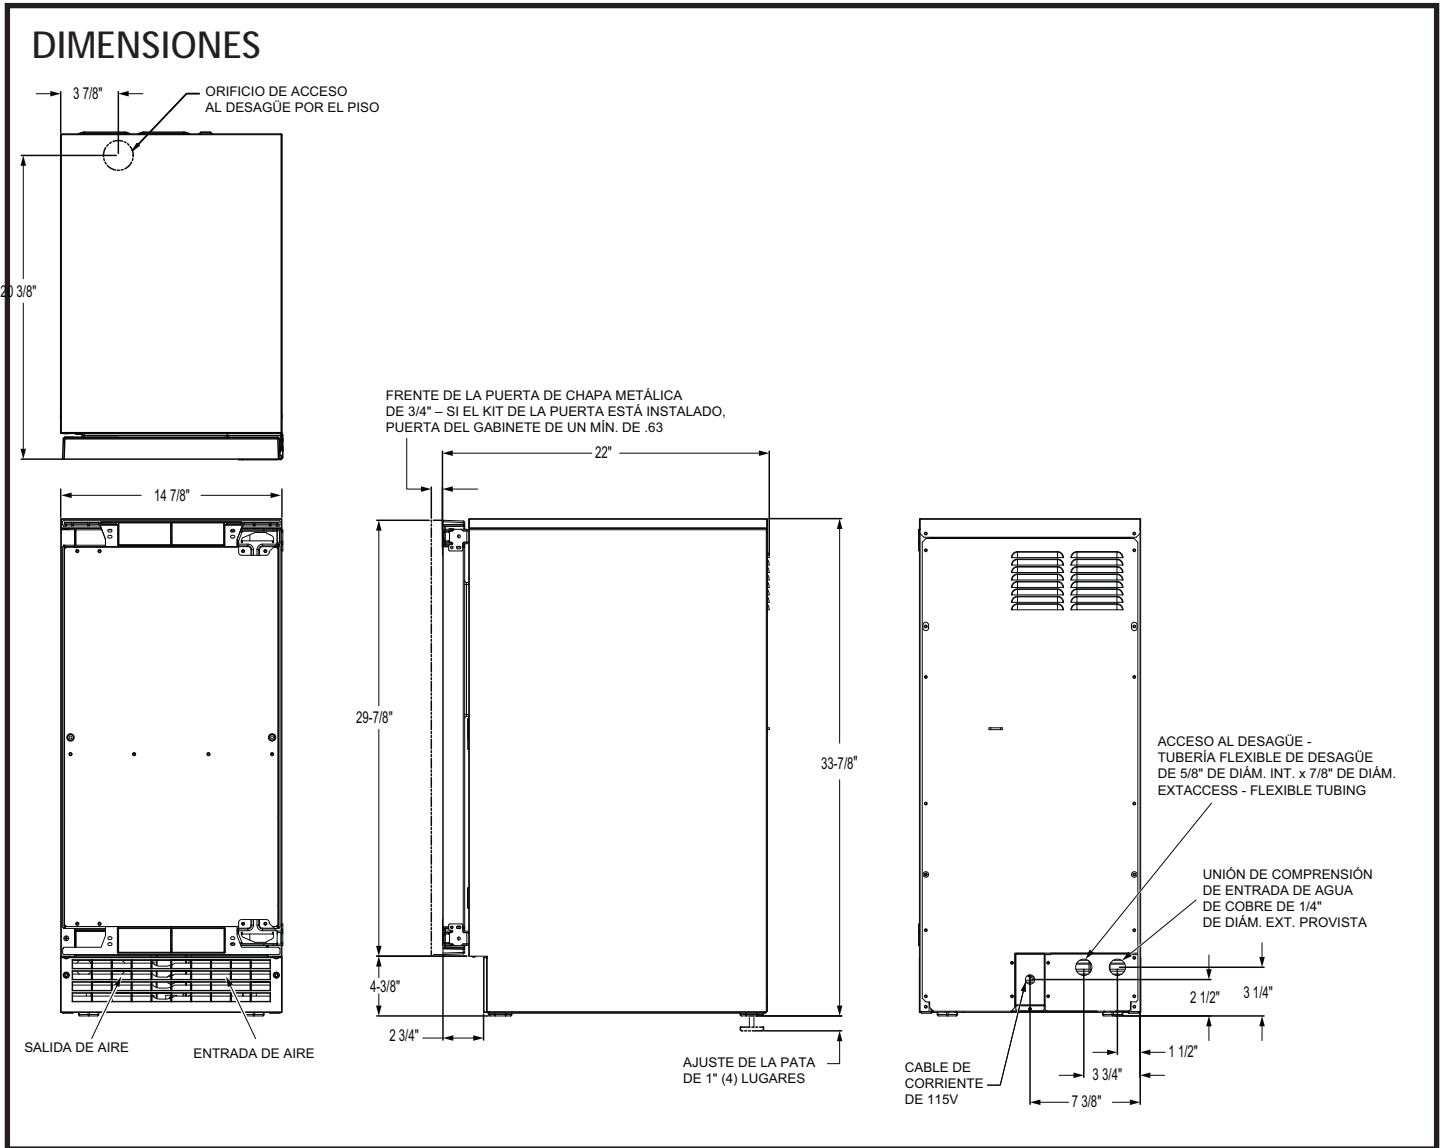 DIMENSIONES
3 7/8"
ORIFICIO DE ACCESO
AL DESAGÜE POR EL PISO
20 3/8"
FRENTE DE LA PUERTA DE CHAPA METÁLICA
DE 3/4" – SI EL KIT DE LA PUERTA ESTÁ INSTALADO,
PUERTA DEL GABINETE DE UN MÍN. DE .63
22"
14 7/8"
29-7/8"
33-7/8"
ACCESO AL DESAGÜE -
TUBERÍA FLEXIBLE DE DESAGÜE
DE 5/8" DE DIÁM. INT. x 7/8" DE DIÁM.
EXTACCESS - FLEXIBLE TUBING
UNIÓN DE COMPRENSIÓN
DE ENTRADA DE AGUA
DE COBRE DE 1/4"
DE DIÁM. EXT. PROVISTA
4-3/8"
2 1/2"
3 1/4"
2 3/4"
SALIDA DE AIRE
ENTRADA DE AIRE
AJUSTE DE LA PATA
DE 1" (4) LUGARES
CABLE DE
CORRIENTE
DE 115V
1 1/2"
3 3/4"
7 3/8"